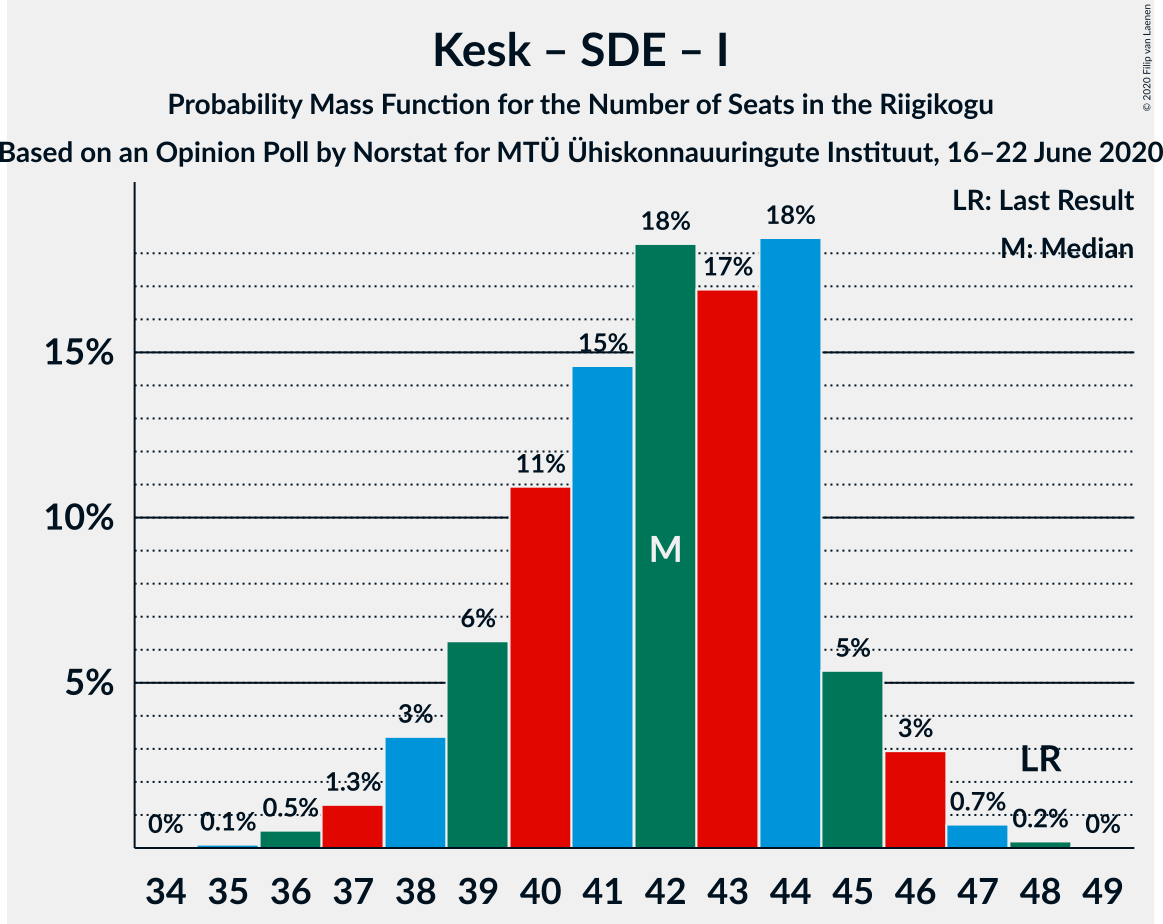 Kesk – SDE – I
Probability Mass Function for the Number of Seats in the Riigikogu
Based on an Opinion Poll by Norstat for MTÜ Ühiskonnauuringute Instituut, 16–22 June 2020
© 2020 Filip van Laenen
LR: Last Result
M: Median
15%
10%
5%
0%
0.1%
0.5%
1.3%
3%
6%
11%
15%
18%
17%
18%
5%
3%
0.7%
0.2%
0%
M
LR
34 35 36 37 38 39 40 41 42 43 44 45 46 47 48 49